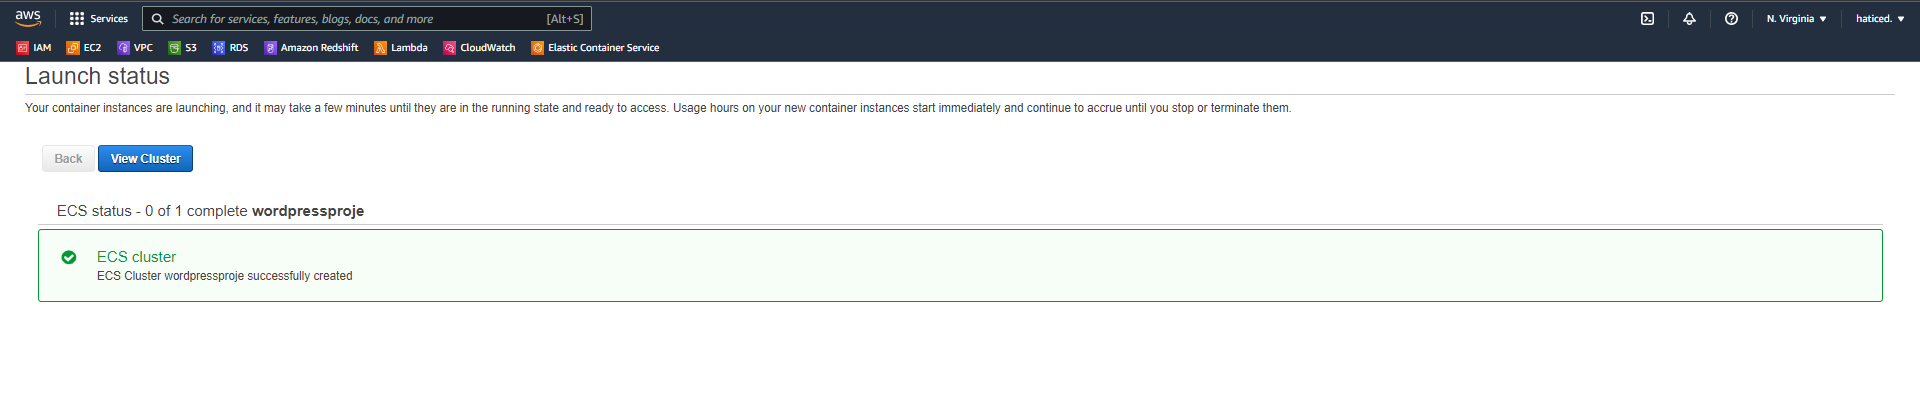 aws Services Search for services, features, blogs, docs, and more [Alt+S] N. Virginia haticed.
IAM EC2 VPC S3 RDS Amazon Redshift Lambda CloudWatch Elastic Container Service
Launch status
Your container instances are launching, and it may take a few minutes until they are in the running state and ready to access. Usage hours on your new container instances start immediately and continue to accrue until you stop or terminate them.
Back View Cluster
ECS status - 0 of 1 complete wordpressproje
ECS cluster
ECS Cluster wordpressproje successfully created